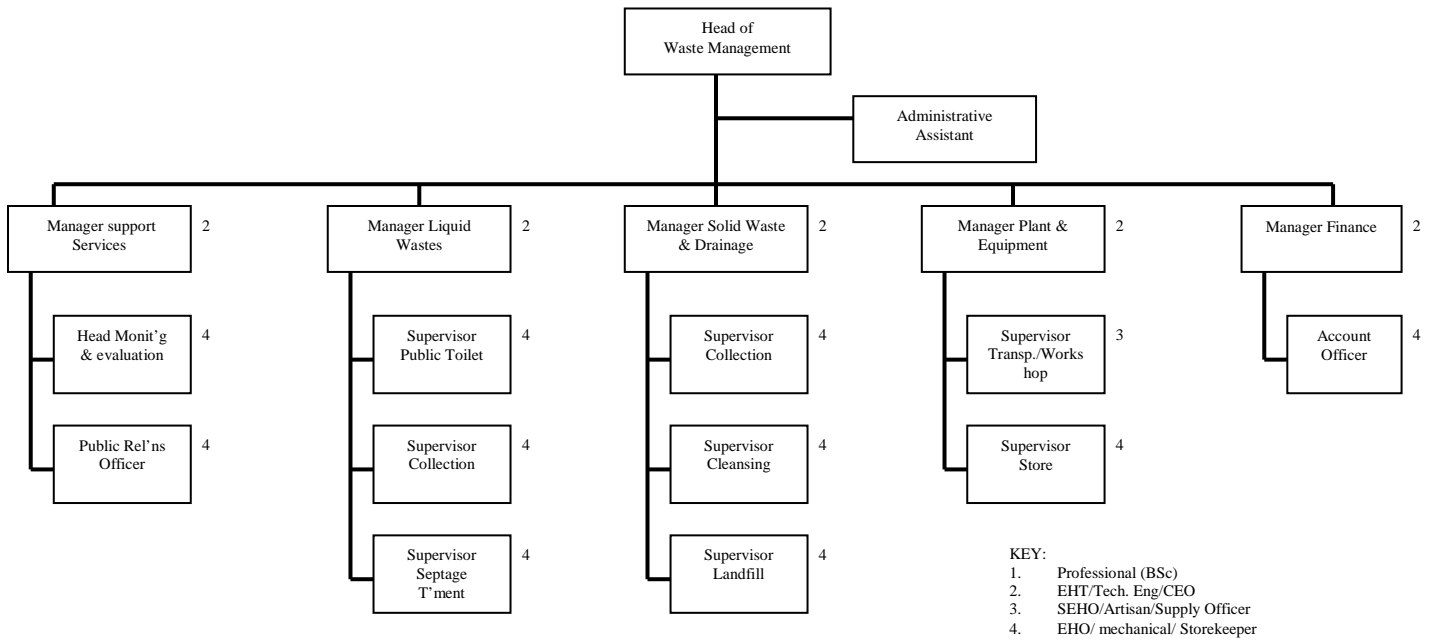 Head of
Waste Management
Administrative
Assistant
Manager support
Services
2
Manager Liquid
Wastes
2
Manager Solid Waste
& Drainage
2
Manager Plant &
Equipment
2
Manager Finance
2
Head Monit’g
& evaluation
4
Supervisor
Public Toilet
4
Supervisor
Collection
4
Supervisor
Transp./Works
hop
3
Account
Officer
4
Public Rel’ns
Officer
4
Supervisor
Collection
4
Supervisor
Cleansing
4
Supervisor
Store
4
Supervisor
Septage
T’ment
4
Supervisor
Landfill
4
KEY:
1. Professional (BSc)
2. EHT/Tech. Eng/CEO
3. SEHO/Artisan/Supply Officer
4. EHO/ mechanical/ Storekeeper